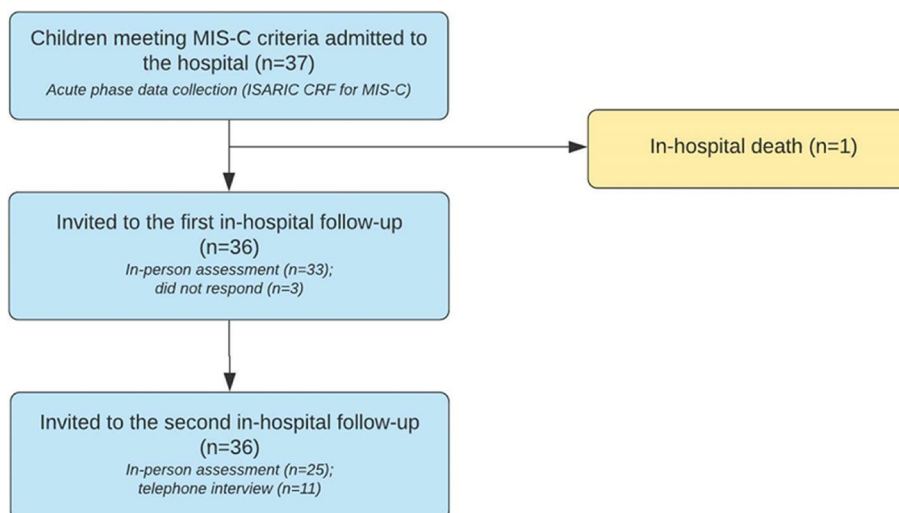 Children meeting MIS-C criteria admitted to
the hospital (n=37)
Acute phase data collection (ISARIC CRF for MIS-C)
In-hospital death (n=1)
Invited to the first in-hospital follow-up
(n=36)
In-person assessment (n=33);
did not respond (n=3)
Invited to the second in-hospital follow-up
(n=36)
In-person assessment (n=25);
telephone interview (n=11)